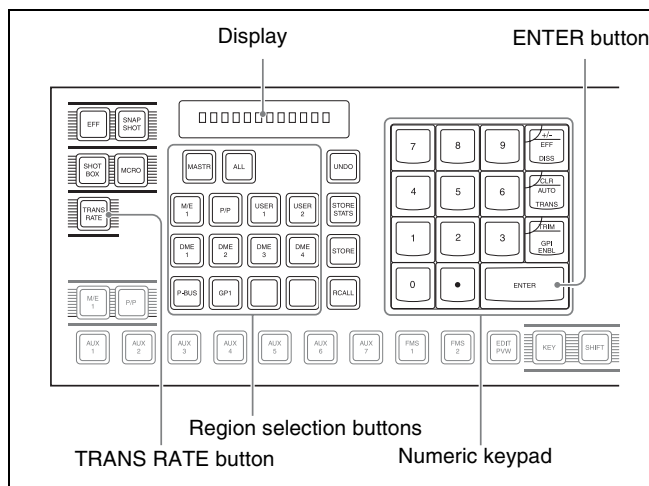 Display
ENTER button
EFF
SNAP
SHOT
SHOT
BOX
MCRO
TRANS
RATE
MASTR
ALL
UNDO
M/E
1
P/P
USER
1
USER
2
STORE
STATS
DME
1
DME
2
DME
3
DME
4
STORE
P-BUS
GP1
RCALL
7
8
9
+/-
EFF
DISS
4
5
6
CLR
AUTO
TRANS
1
2
3
TRIM
GPI
ENBL
0
•
ENTER
M/E
1
P/P
AUX
1
AUX
2
AUX
3
AUX
4
AUX
5
AUX
6
AUX
7
FMS
1
FMS
2
EDIT
PVW
KEY
SHIFT
Region selection buttons
TRANS RATE button
Numeric keypad